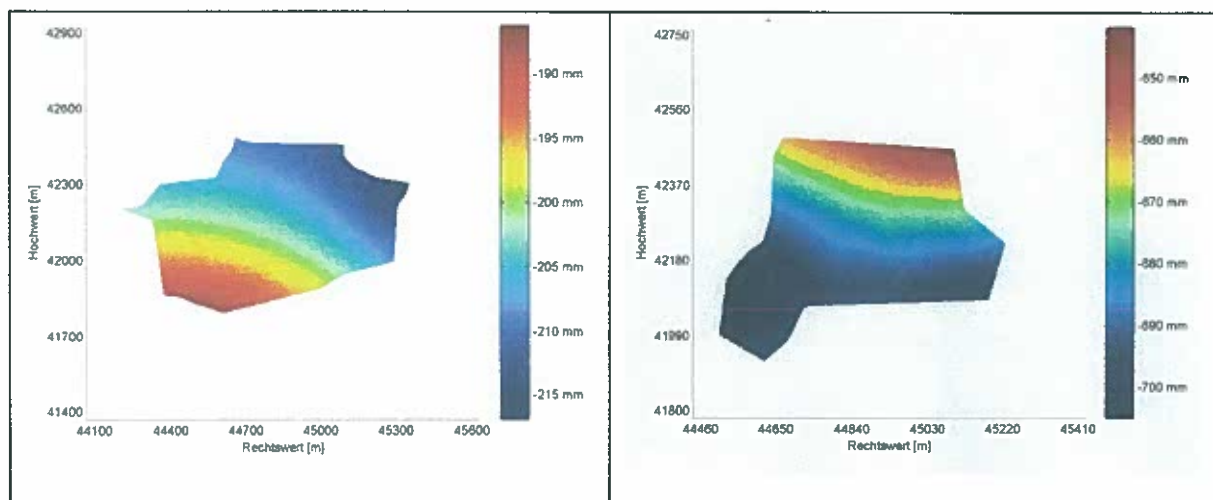 42900
42600
42300
42000
41700
41400
Hochwert [m]
44100 44400 44700 45000 45300 45600
Rechtswert [m]
-190 mm
-195 mm
-200 mm
-205 mm
-210 mm
-215 mm
42750
42560
42370
42180
41990
41800
Hochwert [m]
44460 44650 44840 45030 45220 45410
Rechtswert [m]
-650 mm
-660 mm
-670 mm
-680 mm
-690 mm
-700 mm